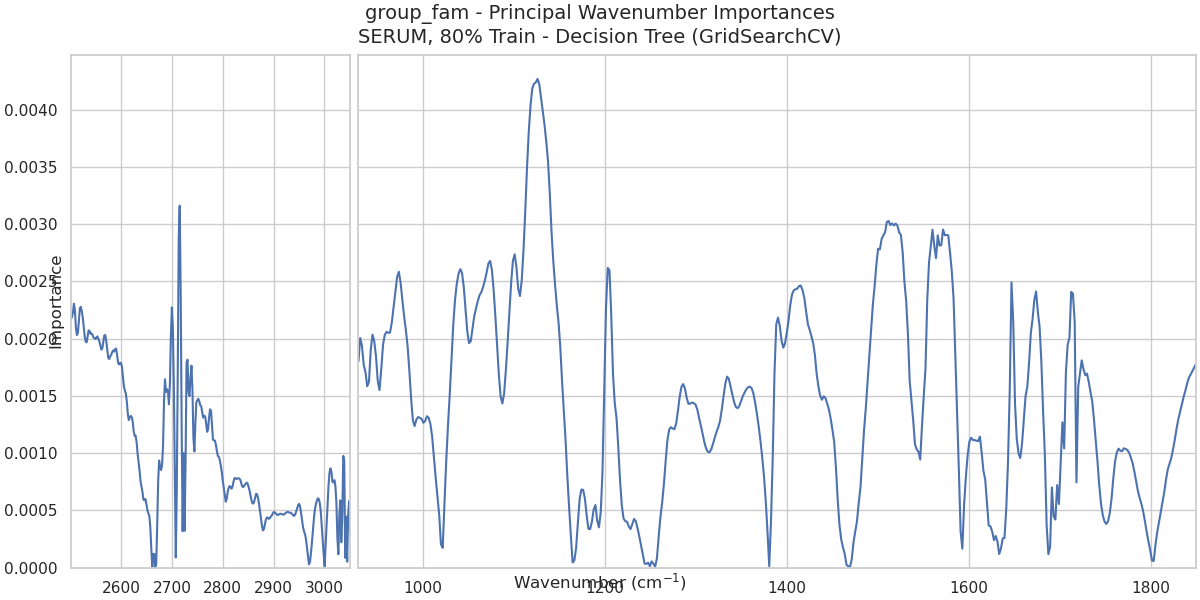 group_fam - Principal Wavenumber Importances
SERUM, 80% Train - Decision Tree (GridSearchCV)
Importance
0.0040
0.0035
0.0030
0.0025
0.0020
0.0015
0.0010
0.0005
0.0000
2600 2700 2800 2900 3000
1000 1200 1400 1600 1800
Wavenumber (cm⁻¹)